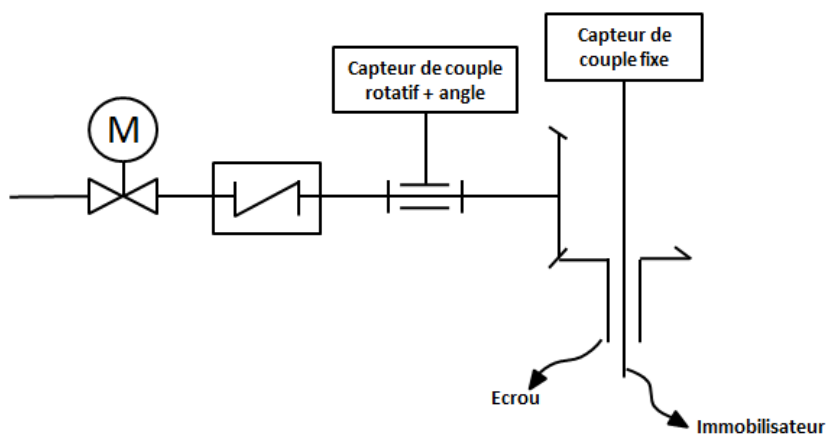 Capteur de
couple fixe
Capteur de couple
rotatif + angle
M
Ecrou
Immobilisateur